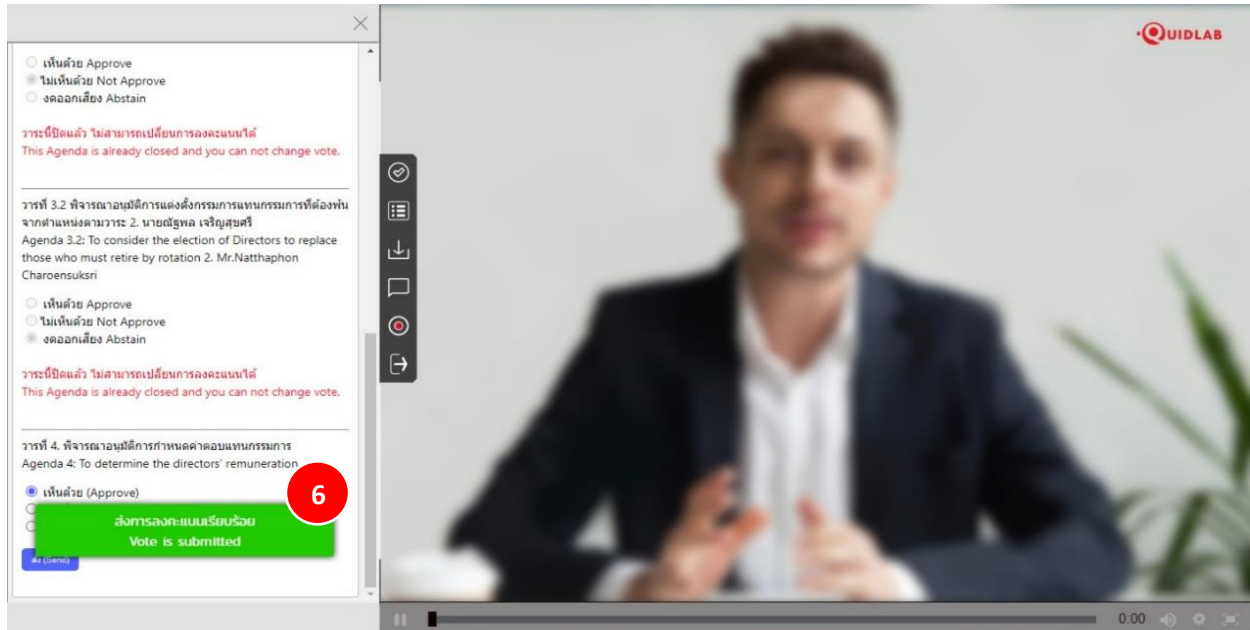 QUIDLAB
เห็นด้วย Approve
ไม่เห็นด้วย Not Approve
งดออกเสียง Abstain
วาระนี้ปิดแล้ว ไม่สามารถเปลี่ยนการลงคะแนนได้
This Agenda is already closed and you can not change vote.
วารที่ 3.2 พิจารณาอนุมัติการแต่งตั้งกรรมการแทนกรรมการที่ต้องพ้น
จากตำแหน่งตามวาระ 2. นายณัฐพล เจริญสุขศรี
Agenda 3.2: To consider the election of Directors to replace
those who must retire by rotation 2. Mr.Natthaphon
Charoensuksri
เห็นด้วย Approve
ไม่เห็นด้วย Not Approve
งดออกเสียง Abstain
วาระนี้ปิดแล้ว ไม่สามารถเปลี่ยนการลงคะแนนได้
This Agenda is already closed and you can not change vote.
วารที่ 4. พิจารณาอนุมัติการกำหนดค่าตอบแทนกรรมการ
Agenda 4: To determine the directors' remuneration
เห็นด้วย (Approve)
6
ส่งการลงคะแนนเรียบร้อย
Vote is submitted
ส่ง (Send)
0:00